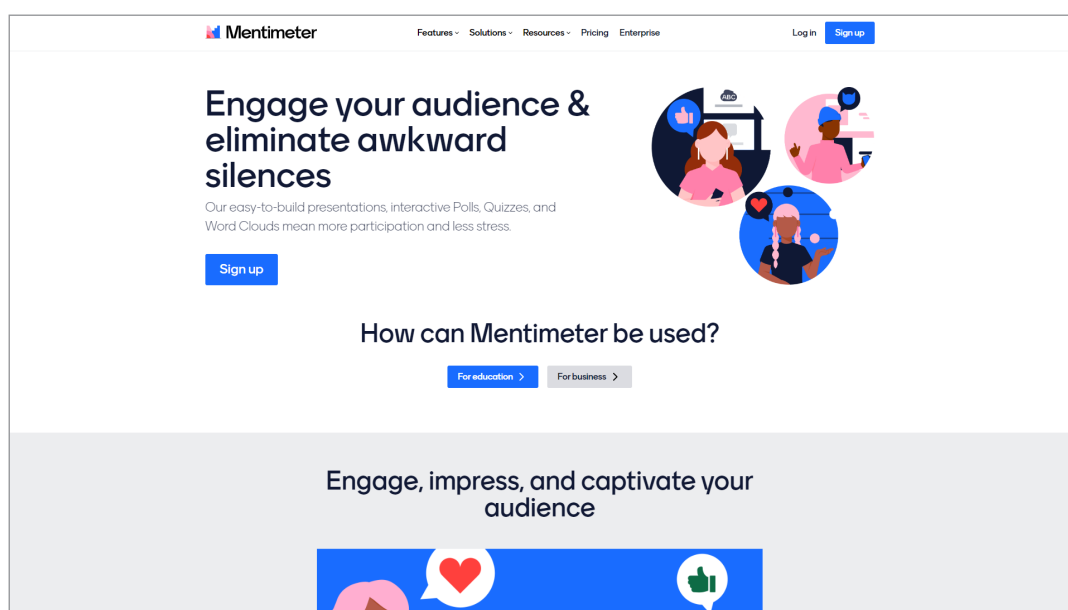 Mentimeter
Features Solutions Resources Pricing Enterprise
Log in Sign up
Engage your audience &
eliminate awkward
silences
Our easy-to-build presentations, interactive Polls, Quizzes, and
Word Clouds mean more participation and less stress.
Sign up
ABC
How can Mentimeter be used?
For education
For business
Engage, impress, and captivate your
audience